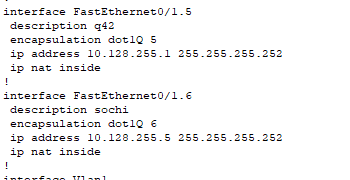 interface FastEthernet0/1.5
description q42
encapsulation dot1Q 5
ip address 10.128.255.1 255.255.255.252
ip nat inside
!
interface FastEthernet0/1.6
description sochi
encapsulation dot1Q 6
ip address 10.128.255.5 255.255.255.252
ip nat inside
!
interface Vlan1